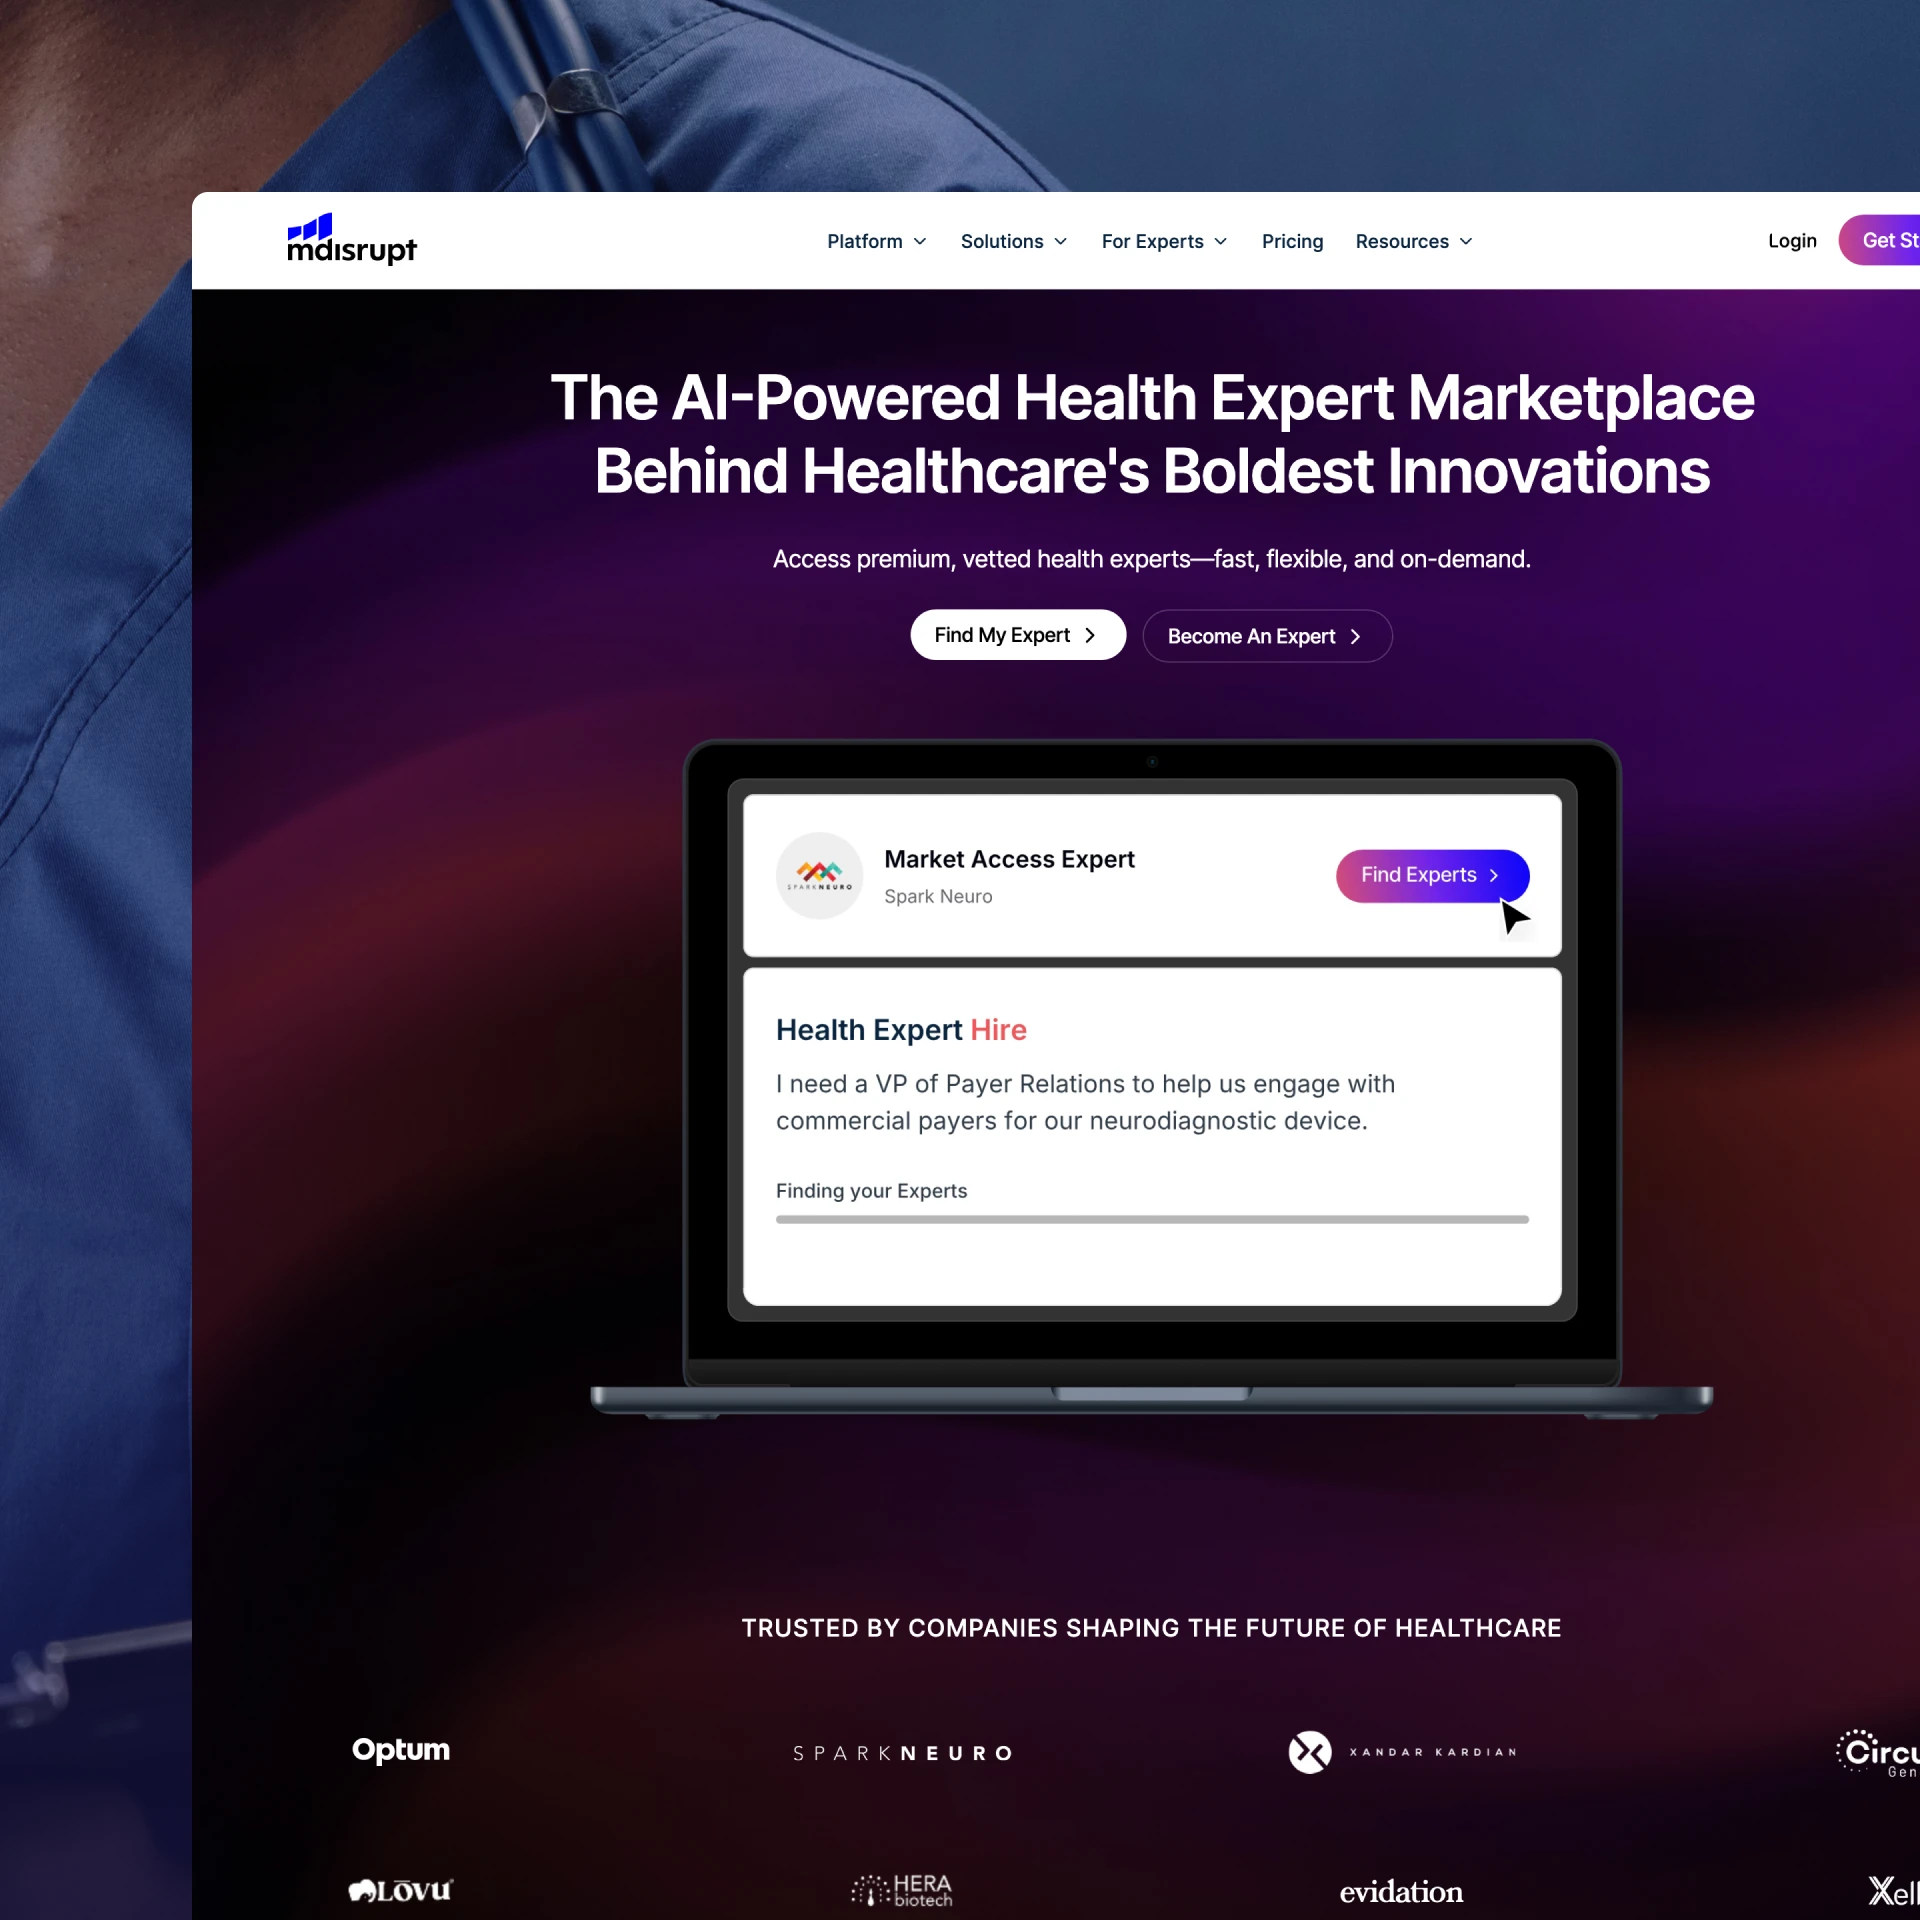 mdısrupt
Platform
Solutions
For Experts
Pricing
Resources
Login
Get St
The AI-Powered Health Expert Marketplace
Behind Healthcare's Boldest Innovations
Access premium, vetted health experts—fast, flexible, and on-demand.
Find My Expert
Become An Expert
SPARKNEURO
Market Access Expert
Spark Neuro
Find Experts
Health Expert Hire
I need a VP of Payer Relations to help us engage with
commercial payers for our neurodiagnostic device.
Finding your Experts
TRUSTED BY COMPANIES SHAPING THE FUTURE OF HEALTHCARE
Optum
SPARKNEURO
XANDAR KARDIAN
Circu
Gen
Lōvu
HERA
biotech
evidation
Xell